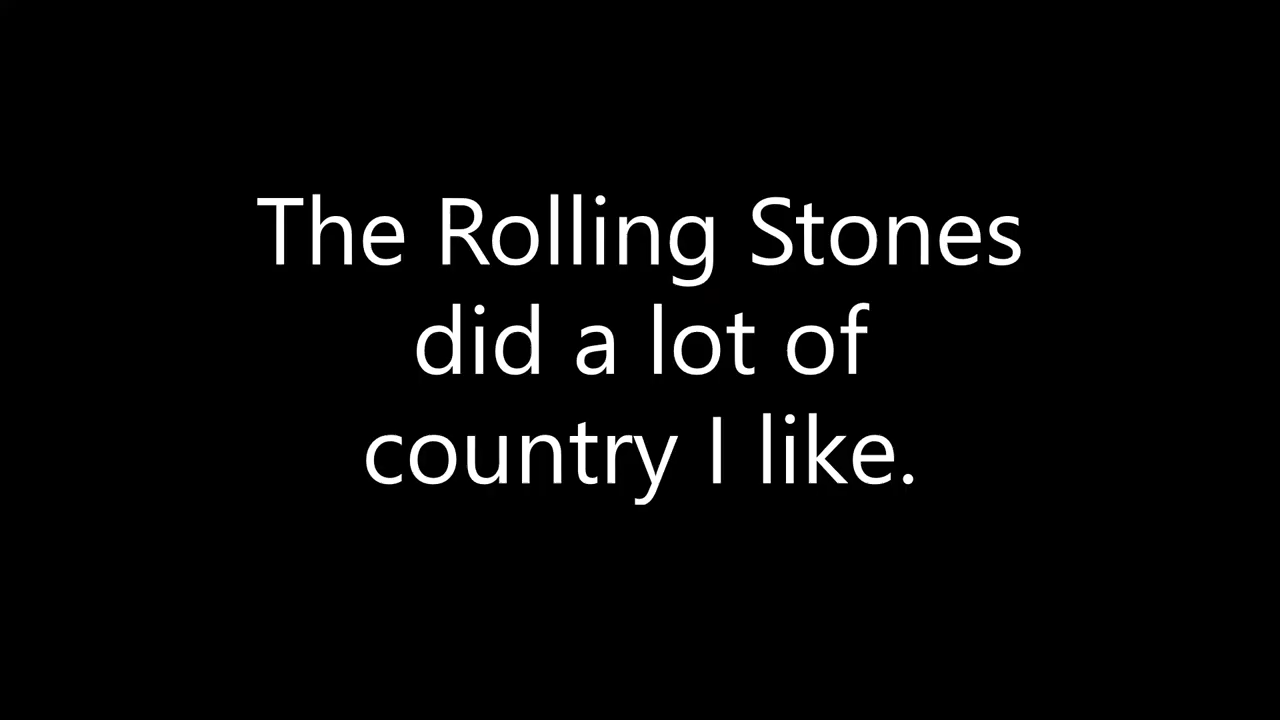 The Rolling Stones
did a lot of
country I like.